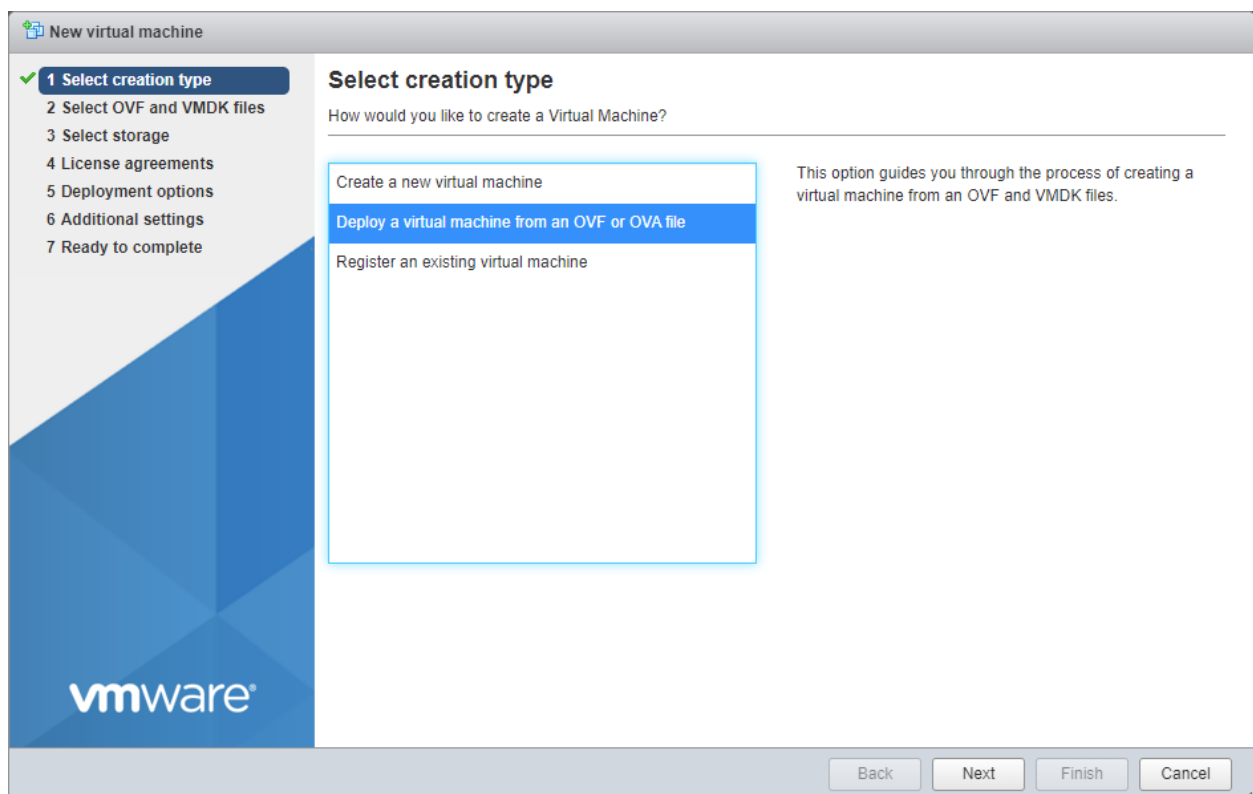 New virtual machine
1 Select creation type
2 Select OVF and VMDK files
3 Select storage
4 License agreements
5 Deployment options
6 Additional settings
7 Ready to complete
vmware®
Select creation type
How would you like to create a Virtual Machine?
Create a new virtual machine
Deploy a virtual machine from an OVF or OVA file
Register an existing virtual machine
This option guides you through the process of creating a
virtual machine from an OVF and VMDK files.
Back
Next
Finish
Cancel